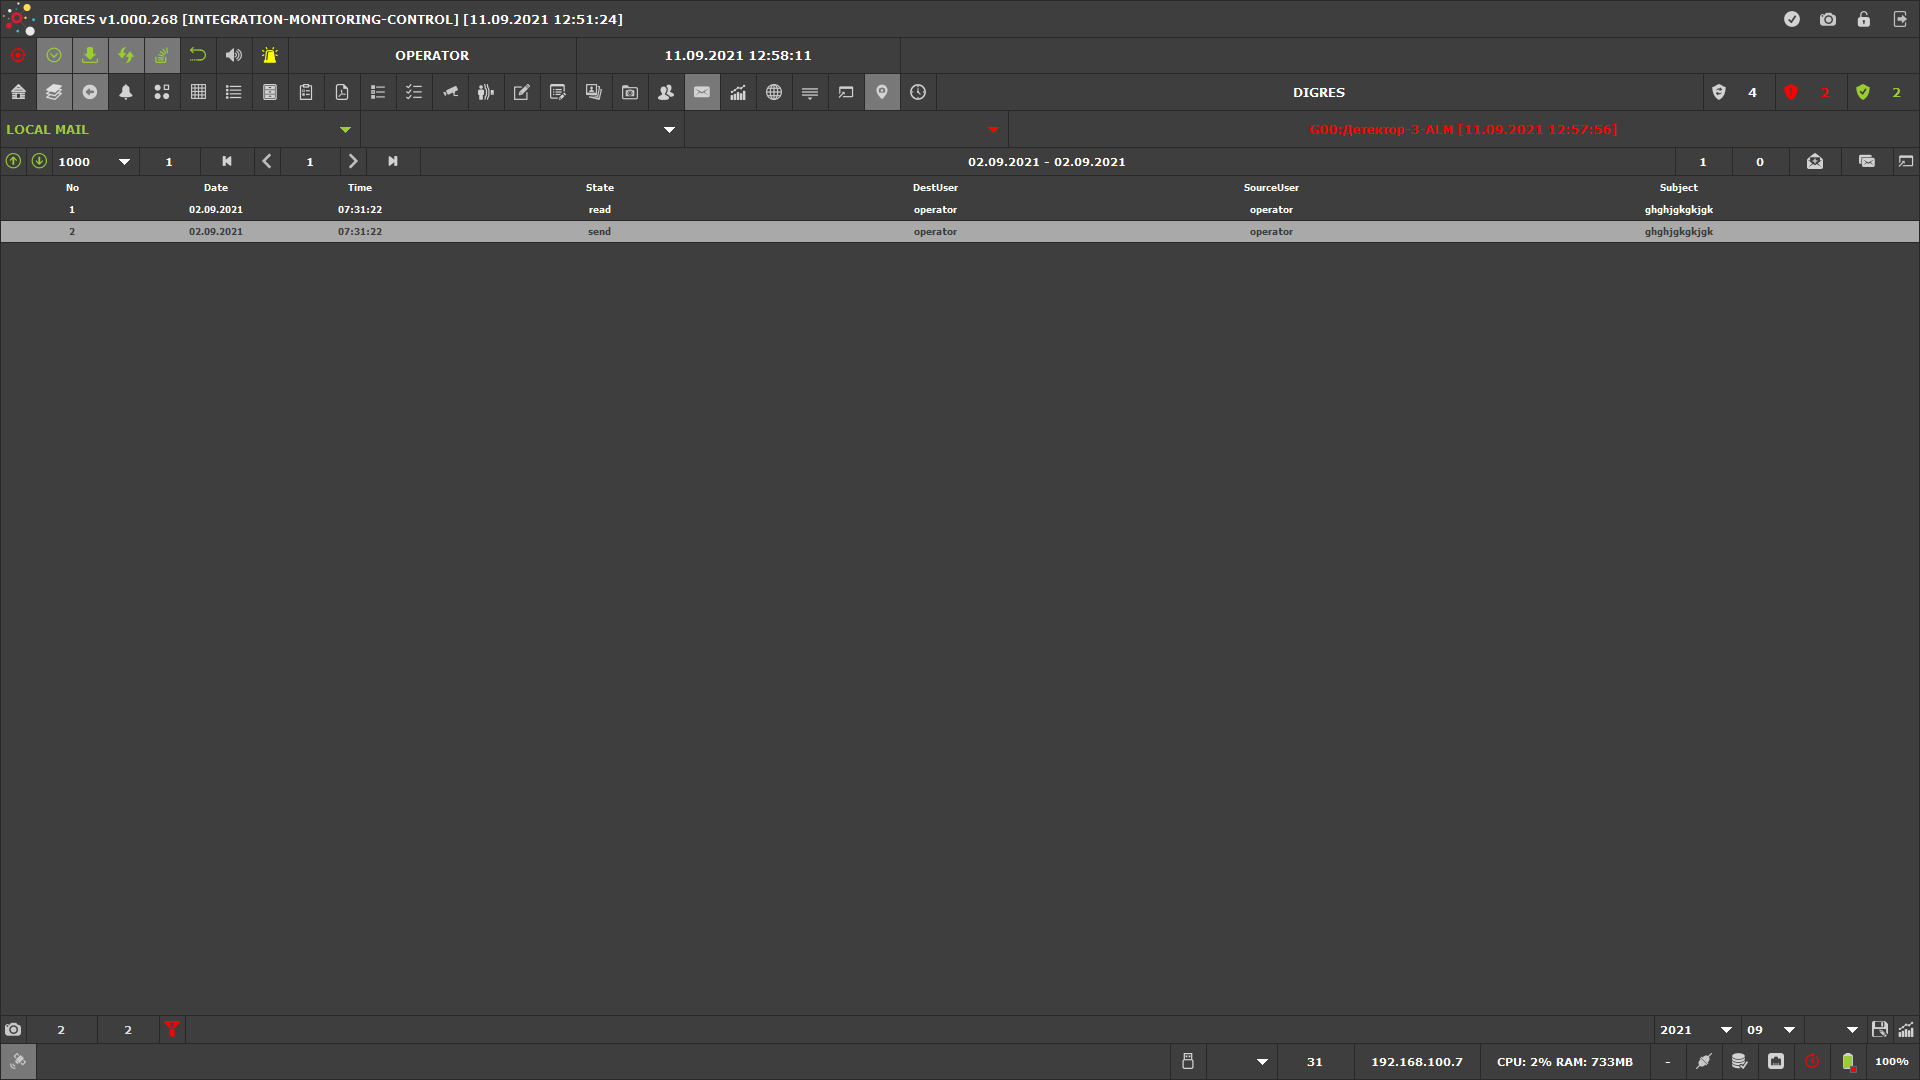 DIGRES v1.000.268 [INTEGRATION-MONITORING-CONTROL] [11.09.2021 12:51:24]
OPERATOR 11.09.2021 12:58:11
DIGRES 4 2 2
LOCAL MAIL G00:Детектор-3-ALM [11.09.2021 12:57:56]
1000 1 1 02.09.2021 - 02.09.2021 1 0
No Date Time State DestUser SourceUser Subject
1 02.09.2021 07:31:22 read operator operator ghghjgkgkjgk
2 02.09.2021 07:31:22 send operator operator ghghjgkgkjgk
2 2 2021 09
31 192.168.100.7 CPU: 2% RAM: 733MB - 100%